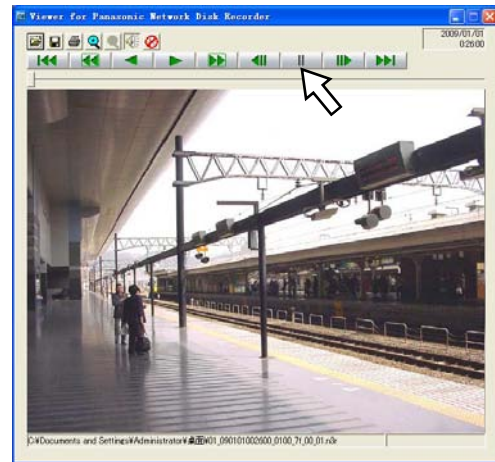 Viewer for Panasonic Network Disk Recorder
2009/01/01
0:26:00
C:¥Documents and Settings¥Administrator¥桌面¥01_090101002600_0100_7f_00_01.n3r